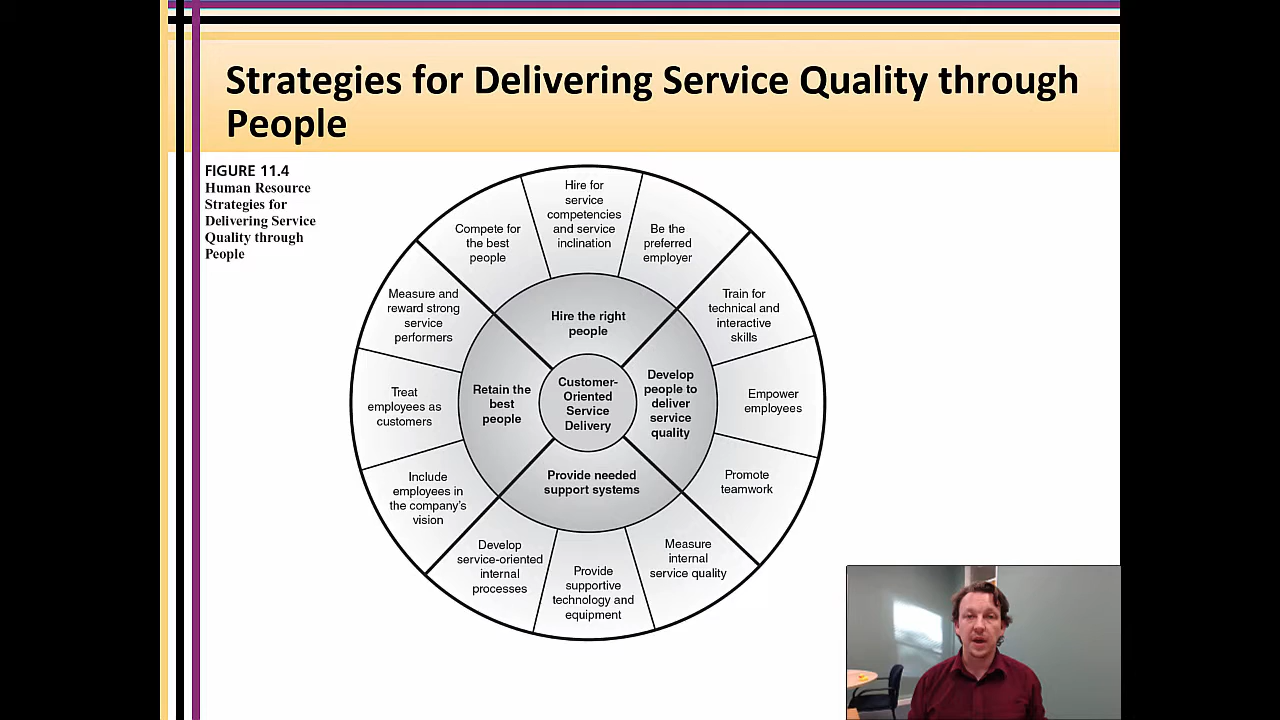 Strategies for Delivering Service Quality through
People
FIGURE 11.4
Human Resource
Strategies for
Delivering Service
Quality through
People
Hire for
service
competencies
and service
inclination
Compete for
the best
people
Be the
preferred
employer
Measure and
reward strong
service
performers
Hire the right
people
Train for
technical and
interactive
skills
Treat
employees as
customers
Retain the
best
people
Customer-
Oriented
Service
Delivery
Develop
people to
deliver
service
quality
Empower
employees
Include
employees in
the company's
vision
Provide needed
support systems
Promote
teamwork
Develop
service-oriented
internal
processes
Provide
supportive
technology and
equipment
Measure
internal
service quality